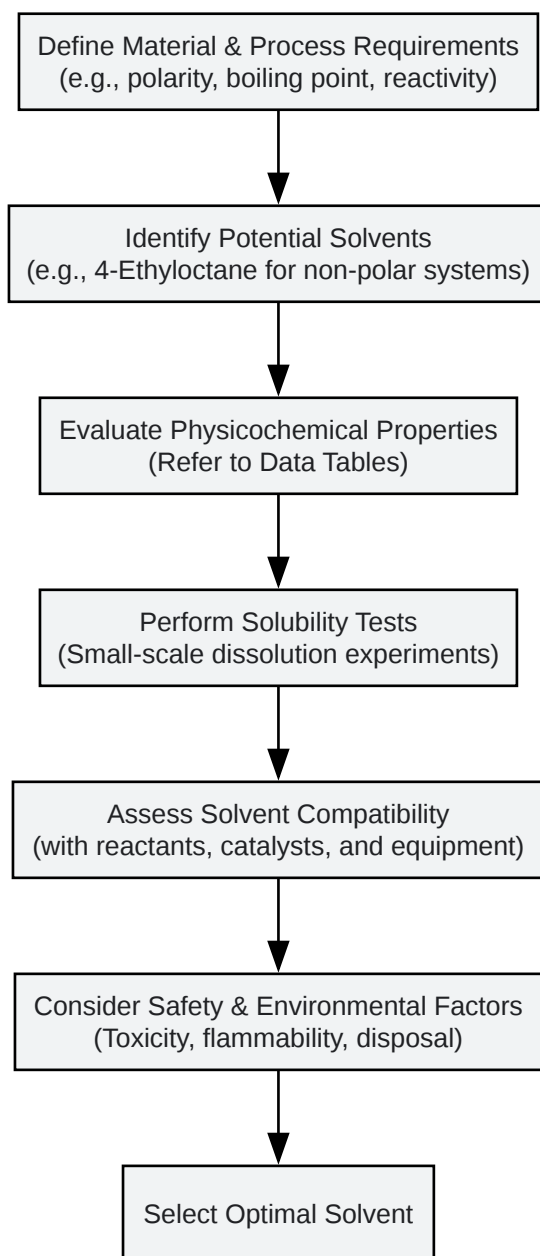 Define Material & Process Requirements
(e.g., polarity, boiling point, reactivity)
Identify Potential Solvents
(e.g., 4-Ethyloctane for non-polar systems)
Evaluate Physicochemical Properties
(Refer to Data Tables)
Perform Solubility Tests
(Small-scale dissolution experiments)
Assess Solvent Compatibility
(with reactants, catalysts, and equipment)
Consider Safety & Environmental Factors
(Toxicity, flammability, disposal)
Select Optimal Solvent